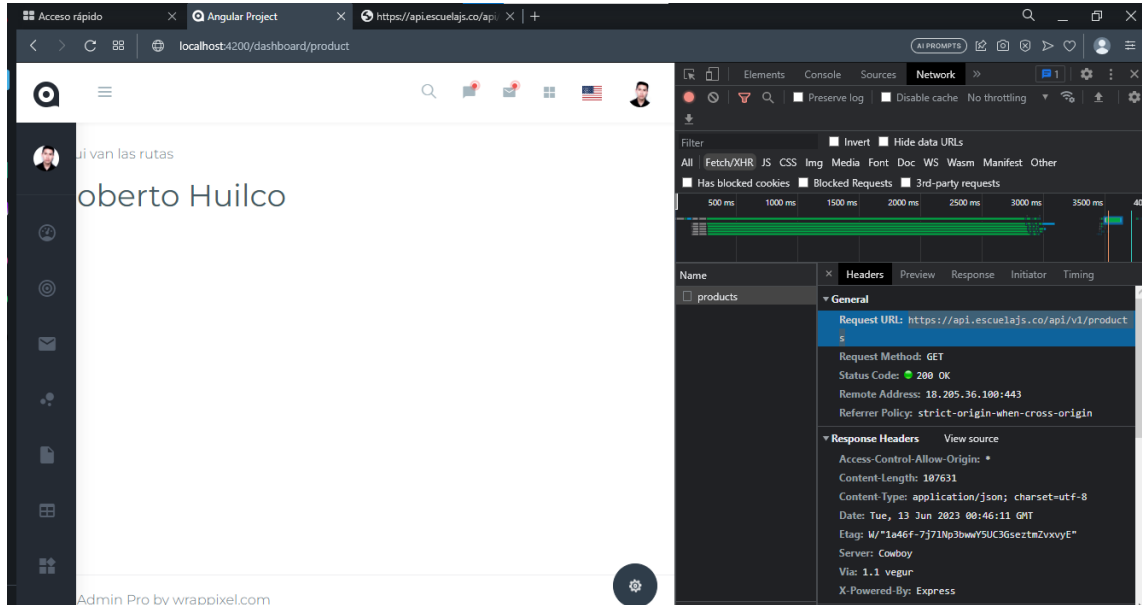 Acceso rápido
Angular Project
https://api.escuelajs.co/api/
localhost:4200/dashboard/product
AI PROMPTS
Elements Console Sources Network 1
Preserve log Disable cache No throttling
Filter Invert Hide data URLs
All Fetch/XHR JS CSS Img Media Font Doc WS Wasm Manifest Other
Has blocked cookies Blocked Requests 3rd-party requests
500 ms 1000 ms 1500 ms 2000 ms 2500 ms 3000 ms 3500 ms 40
ui van las rutas
oberto Huilco
Admin Pro by wrappixel.com
Name
products
Headers Preview Response Initiator Timing
General
Request URL: https://api.escuelajs.co/api/v1/product
s
Request Method: GET
Status Code: 200 OK
Remote Address: 18.205.36.100:443
Referrer Policy: strict-origin-when-cross-origin
Response Headers View source
Access-Control-Allow-Origin: *
Content-Length: 107631
Content-Type: application/json; charset=utf-8
Date: Tue, 13 Jun 2023 00:46:11 GMT
Etag: W/"1a46f-7j7lNp3bwwY5UC3GseztmZvxvyE"
Server: Cowboy
Via: 1.1 vegur
X-Powered-By: Express